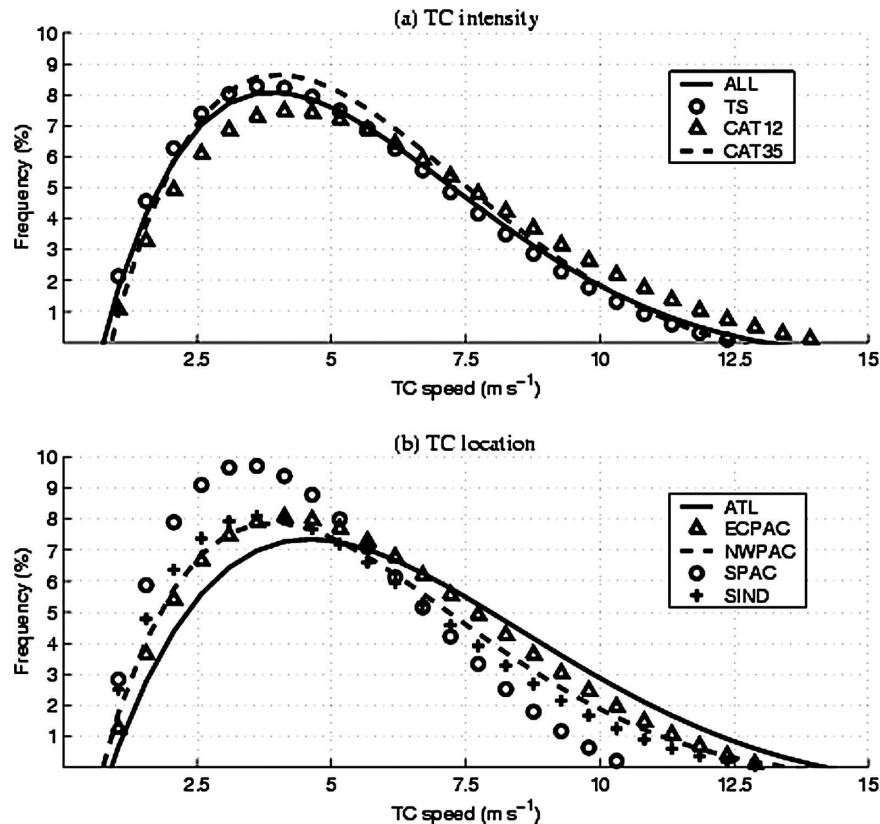 (a) TC intensity
10
9
8
7
6
5
4
3
2
1
Frequency (%)
ALL
TS
CAT12
CAT35
2.5
5
7.5
10
12.5
15
TC speed (m s⁻¹)
(b) TC location
10
9
8
7
6
5
4
3
2
1
Frequency (%)
ATL
ECPAC
NWPAC
SPAC
SIND
2.5
5
7.5
10
12.5
15
TC speed (m s⁻¹)